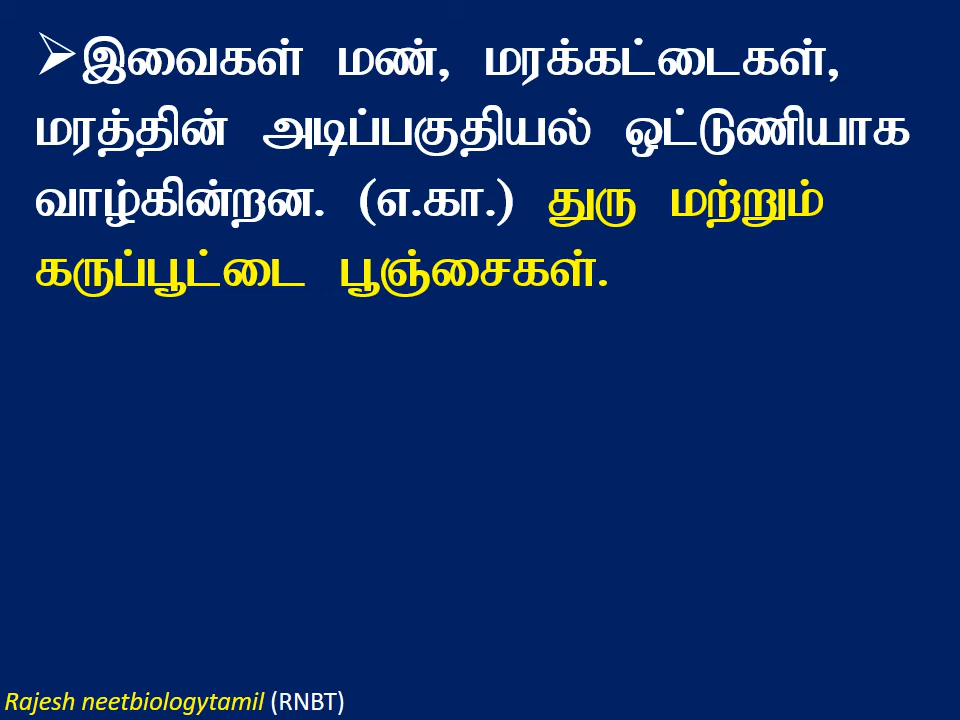 ➢இவைகள் மண், மரக்கட்டைகள்,
மரத்தின் அடிப்பகுதியல் ஒட்டுணியாக
வாழ்கின்றன. (எ.கா.) துரு மற்றும்
கருப்பூட்டை பூஞ்சைகள்.
Rajesh neetbiologytamil (RNBT)